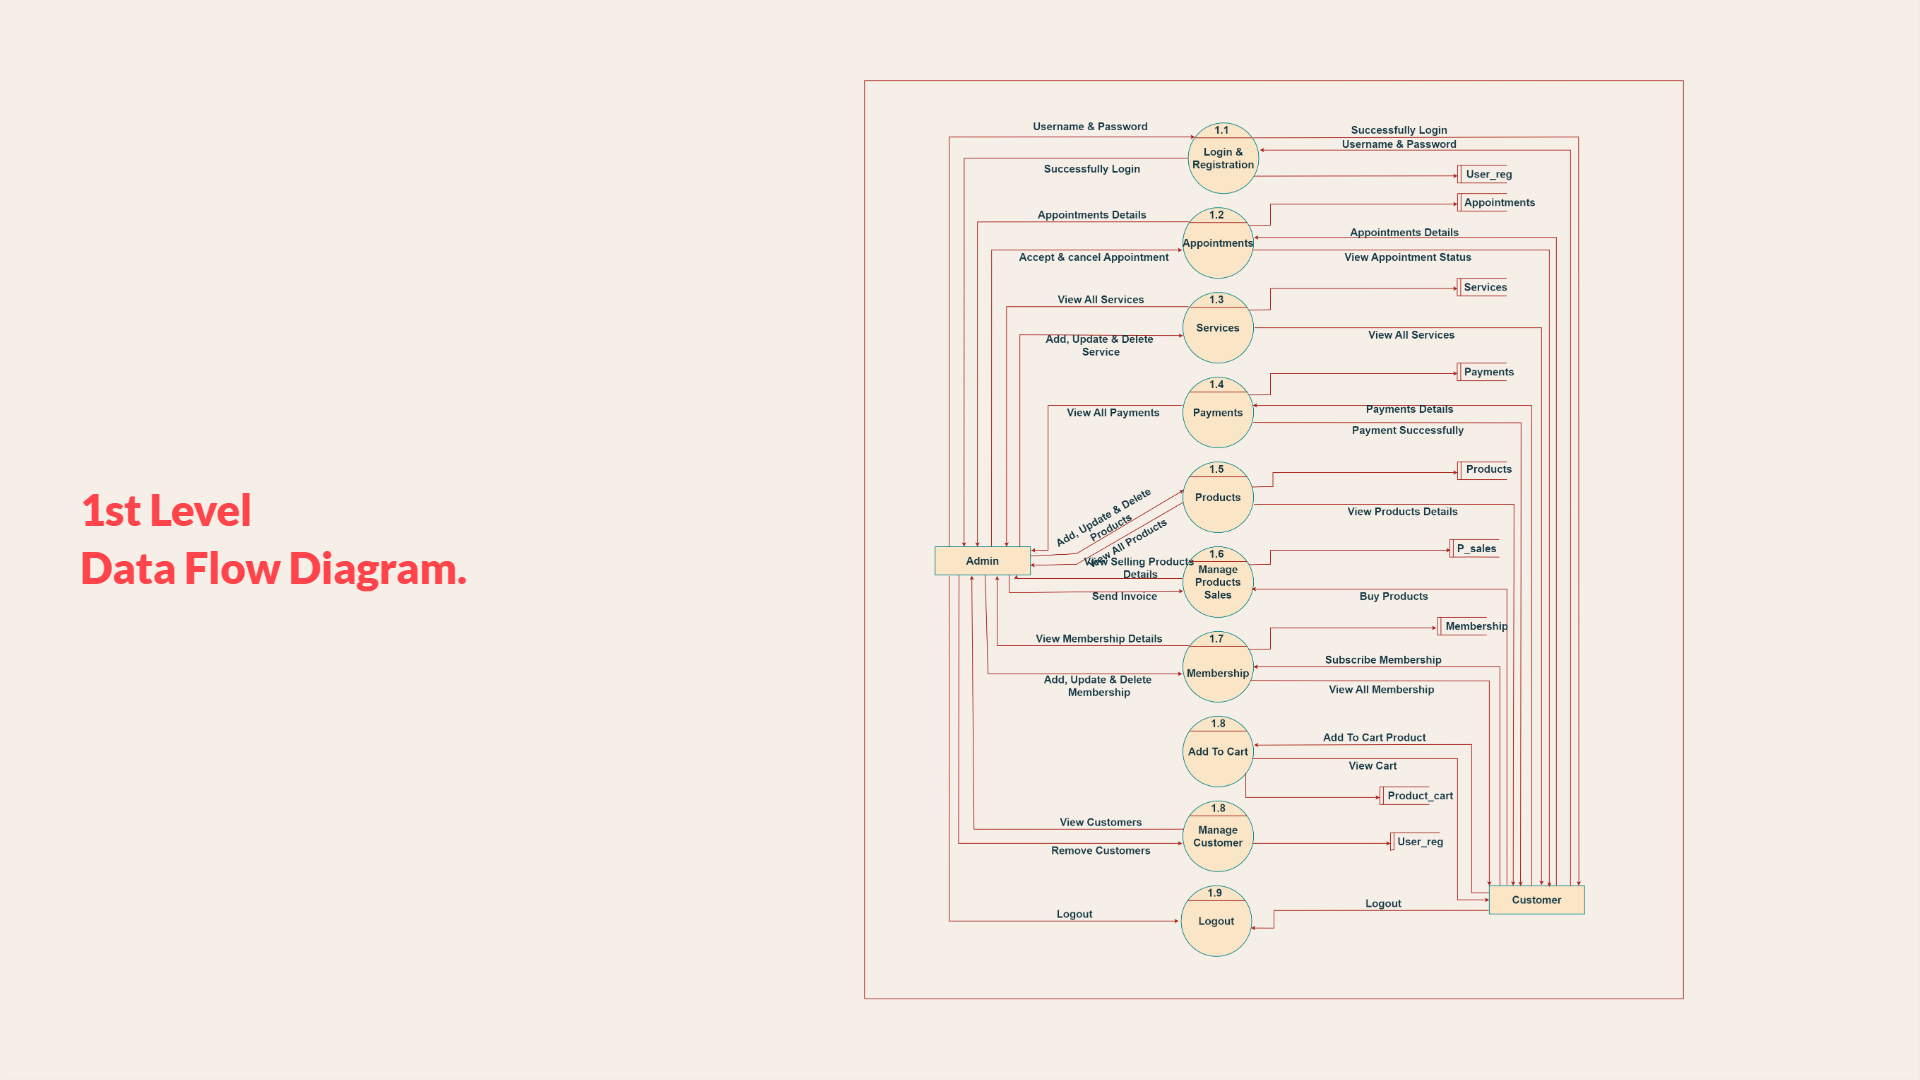 1st Level
Data Flow Diagram.
Username & Password
1.1
Login &
Registration
Successfully Login
Username & Password
Successfully Login
User_reg
Appointments
Appointments Details
1.2
Appointments
Appointments Details
Accept & cancel Appointment
View Appointment Status
Services
View All Services
1.3
Services
Add, Update & Delete
Service
View All Services
Payments
View All Payments
1.4
Payments
Payments Details
Payment Successfully
Products
1.5
Products
Add, Update & Delete
Products
View All Products
View Products Details
Admin
View Selling Products
Details
1.6
Manage
Products
Sales
P_sales
Send Invoice
Buy Products
Membership
View Membership Details
1.7
Membership
Subscribe Membership
Add, Update & Delete
Membership
View All Membership
1.8
Add To Cart
Add To Cart Product
View Cart
Product_cart
View Customers
1.8
Manage
Customer
User_reg
Remove Customers
Logout
1.9
Logout
Logout
Customer